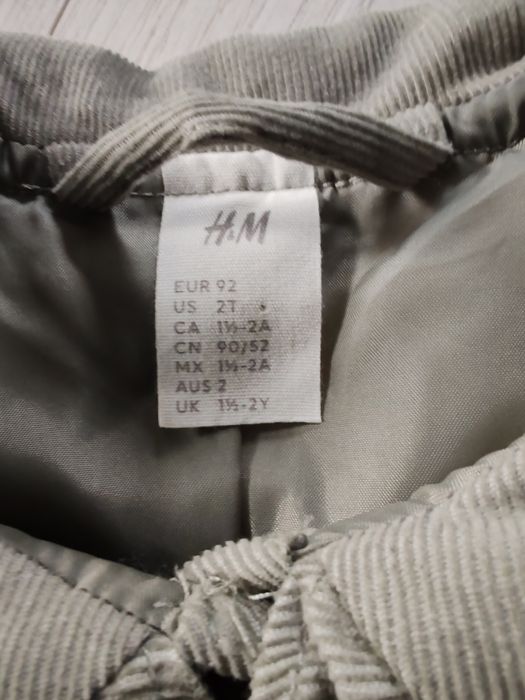 H&M
EUR 92
US 2T
CA 1½-2A
CN 90/52
MX 1½-2A
AUS 2
UK 1½-2Y